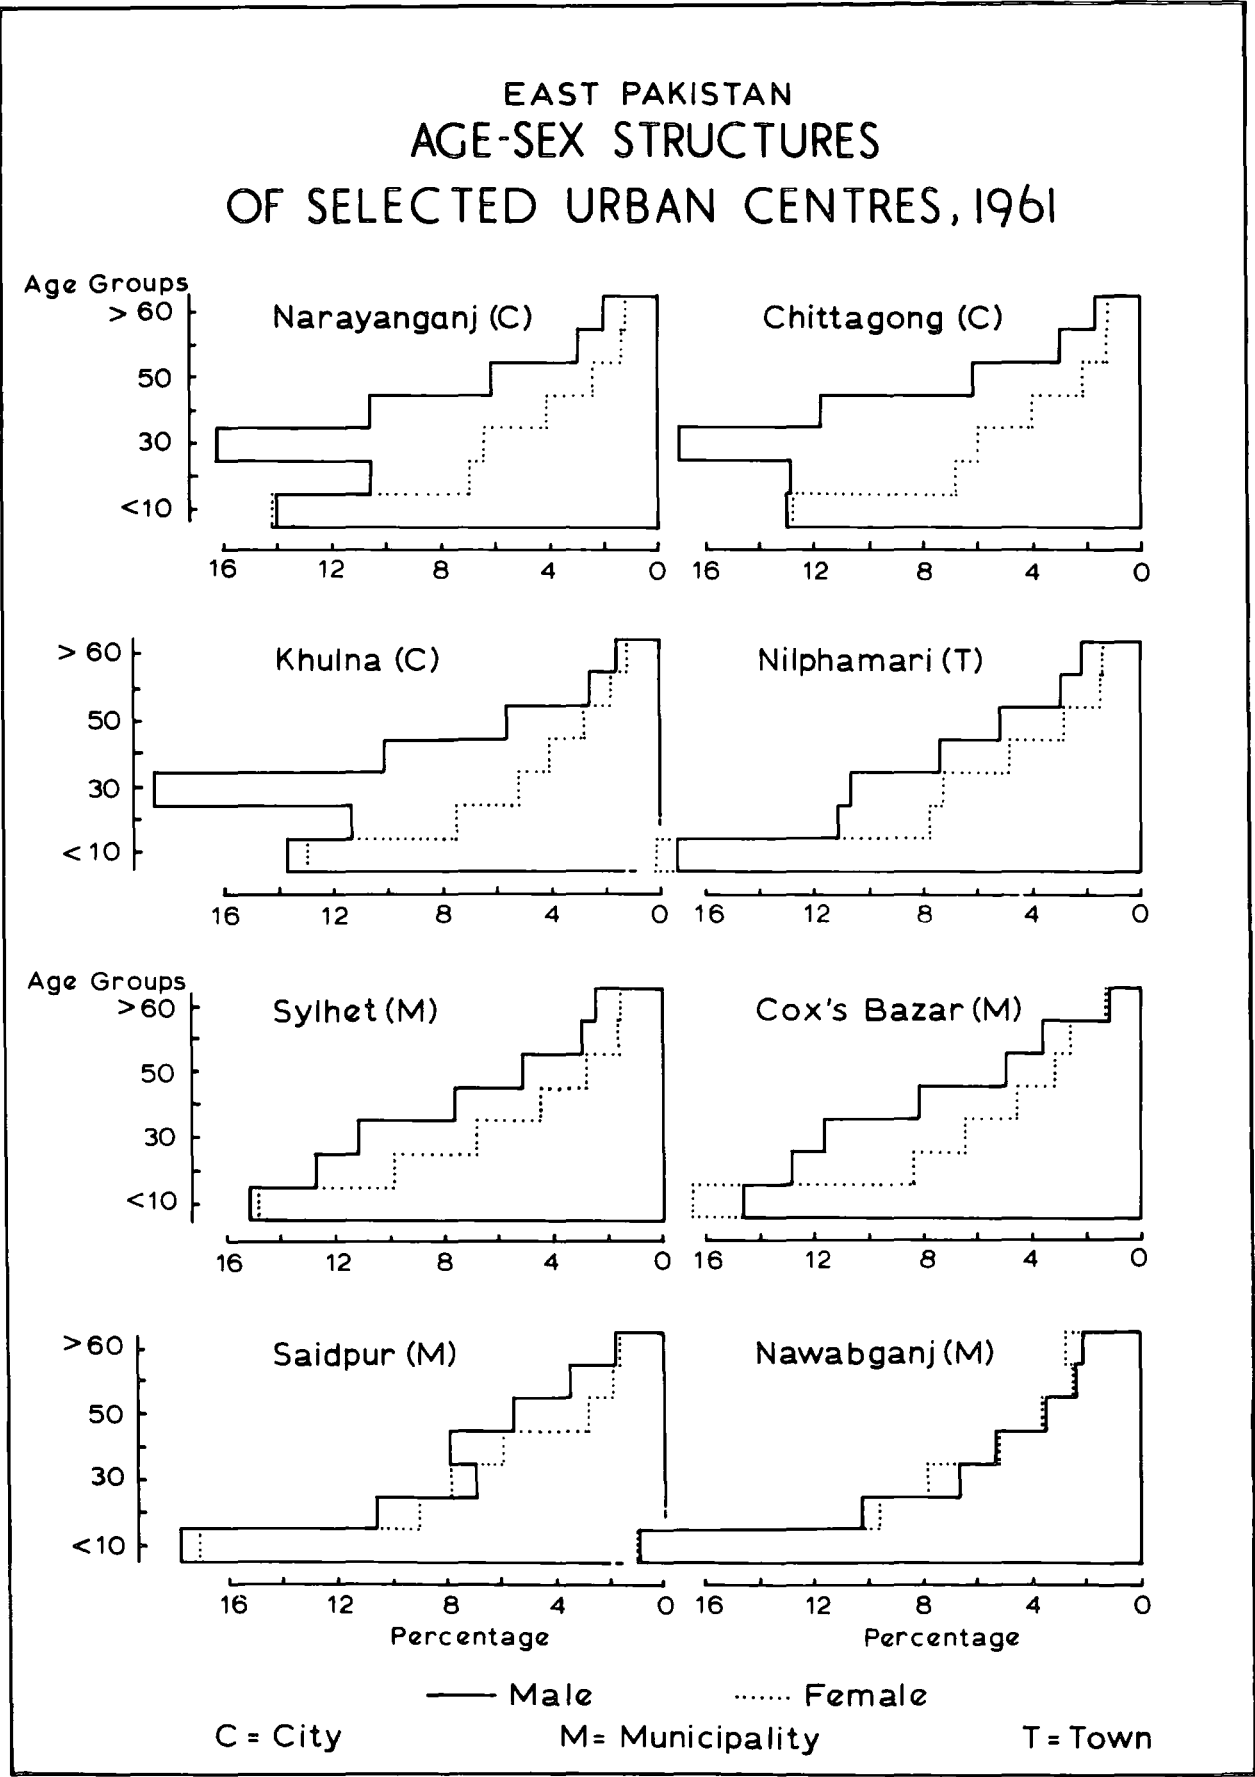 EAST PAKISTAN
AGE-SEX STRUCTURES
OF SELECTED URBAN CENTRES, 1961
Age Groups
> 60
50
30
<10
Narayanganj (C)
16 12 8 4 0
Chittagong (C)
16 12 8 4 0
> 60
50
30
<10
Khulna (C)
16 12 8 4 0
Nilphamari (T)
16 12 8 4 0
Age Groups
>60
50
30
<10
Sylhet (M)
16 12 8 4 0
Cox's Bazar (M)
16 12 8 4 0
>60
50
30
<10
Saidpur (M)
16 12 8 4 0
Percentage
Nawabganj (M)
16 12 8 4 0
Percentage
Male Female
C = City M= Municipality T = Town